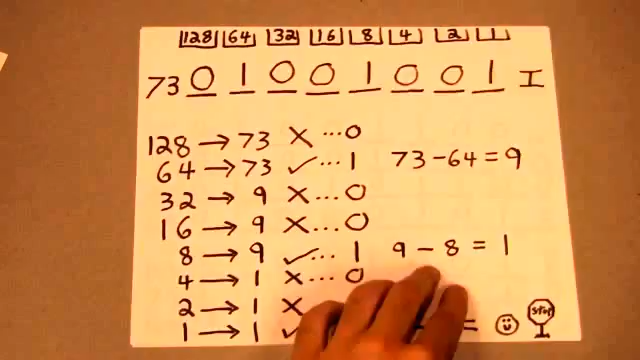 128 64 32 16 8 4 2 1
73 0 1 0 0 1 0 0 1 I
128 → 73 X ...0
64 → 73 ✓... 1 73 - 64 = 9
32 → 9 X ...0
16 → 9 X ...0
8 → 9 ✓... 1 9 - 8 = 1
4 → 1 X ...0
2 → 1 X
1 → 1 ✓ = ☺ STOP